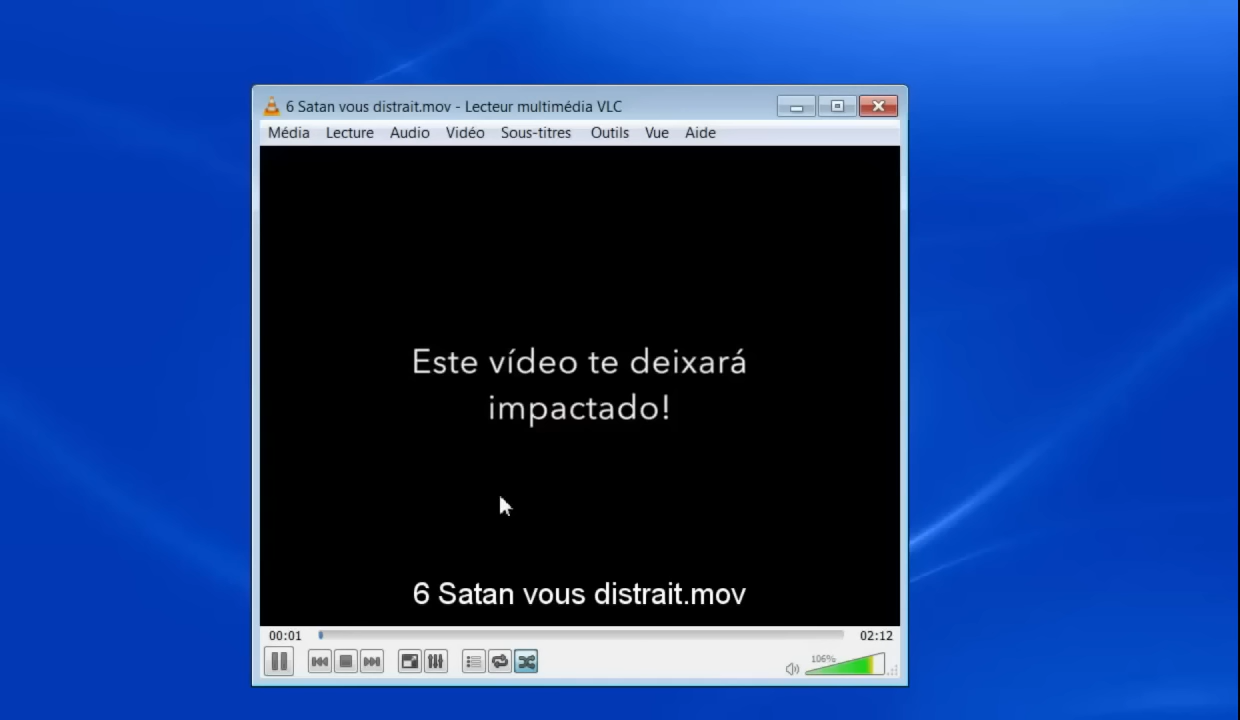 6 Satan vous distrait.mov - Lecteur multimédia VLC
Média Lecture Audio Vidéo Sous-titres Outils Vue Aide
Este vídeo te deixará
impactado!
6 Satan vous distrait.mov
00:01 02:12
106%